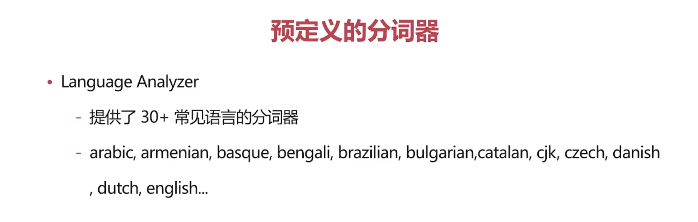 预定义的分词器
• Language Analyzer
- 提供了 30+ 常见语言的分词器
- arabic, armenian, basque, bengali, brazilian, bulgarian,catalan, cjk, czech, danish
, dutch, english...